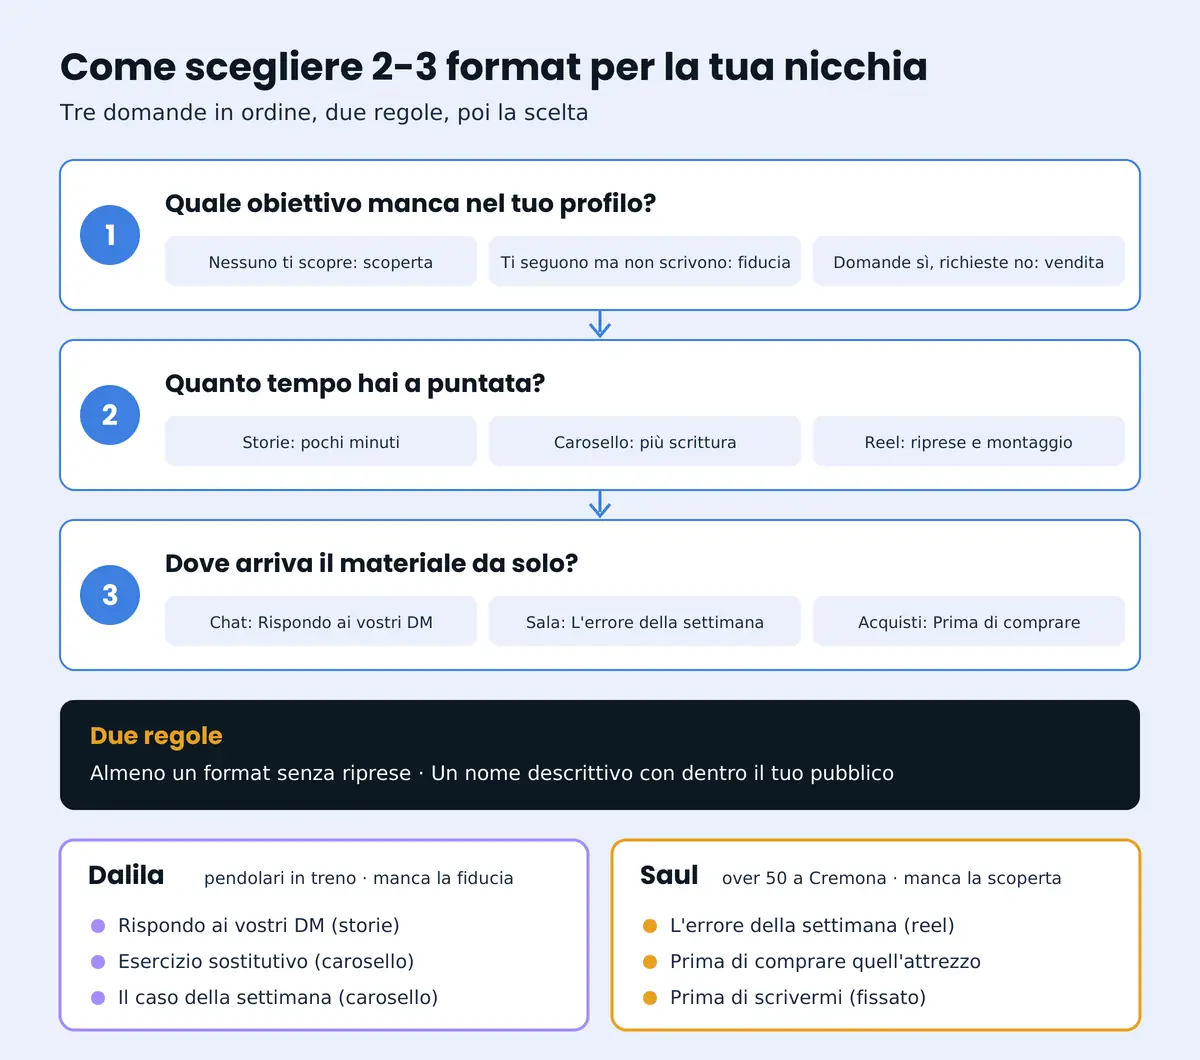 Come scegliere 2-3 format per la tua nicchia
Tre domande in ordine, due regole, poi la scelta
1
Quale obiettivo manca nel tuo profilo?
Nessuno ti scopre: scoperta
Ti seguono ma non scrivono: fiducia
Domande sì, richieste no: vendita
2
Quanto tempo hai a puntata?
Storie: pochi minuti
Carosello: più scrittura
Reel: riprese e montaggio
3
Dove arriva il materiale da solo?
Chat: Rispondo ai vostri DM
Sala: L'errore della settimana
Acquisti: Prima di comprare
Due regole
Almeno un format senza riprese · Un nome descrittivo con dentro il tuo pubblico
Dalila pendolari in treno · manca la fiducia
Rispondo ai vostri DM (storie)
Esercizio sostitutivo (carosello)
Il caso della settimana (carosello)
Saul over 50 a Cremona · manca la scoperta
L'errore della settimana (reel)
Prima di comprare quell'attrezzo
Prima di scrivermi (fissato)